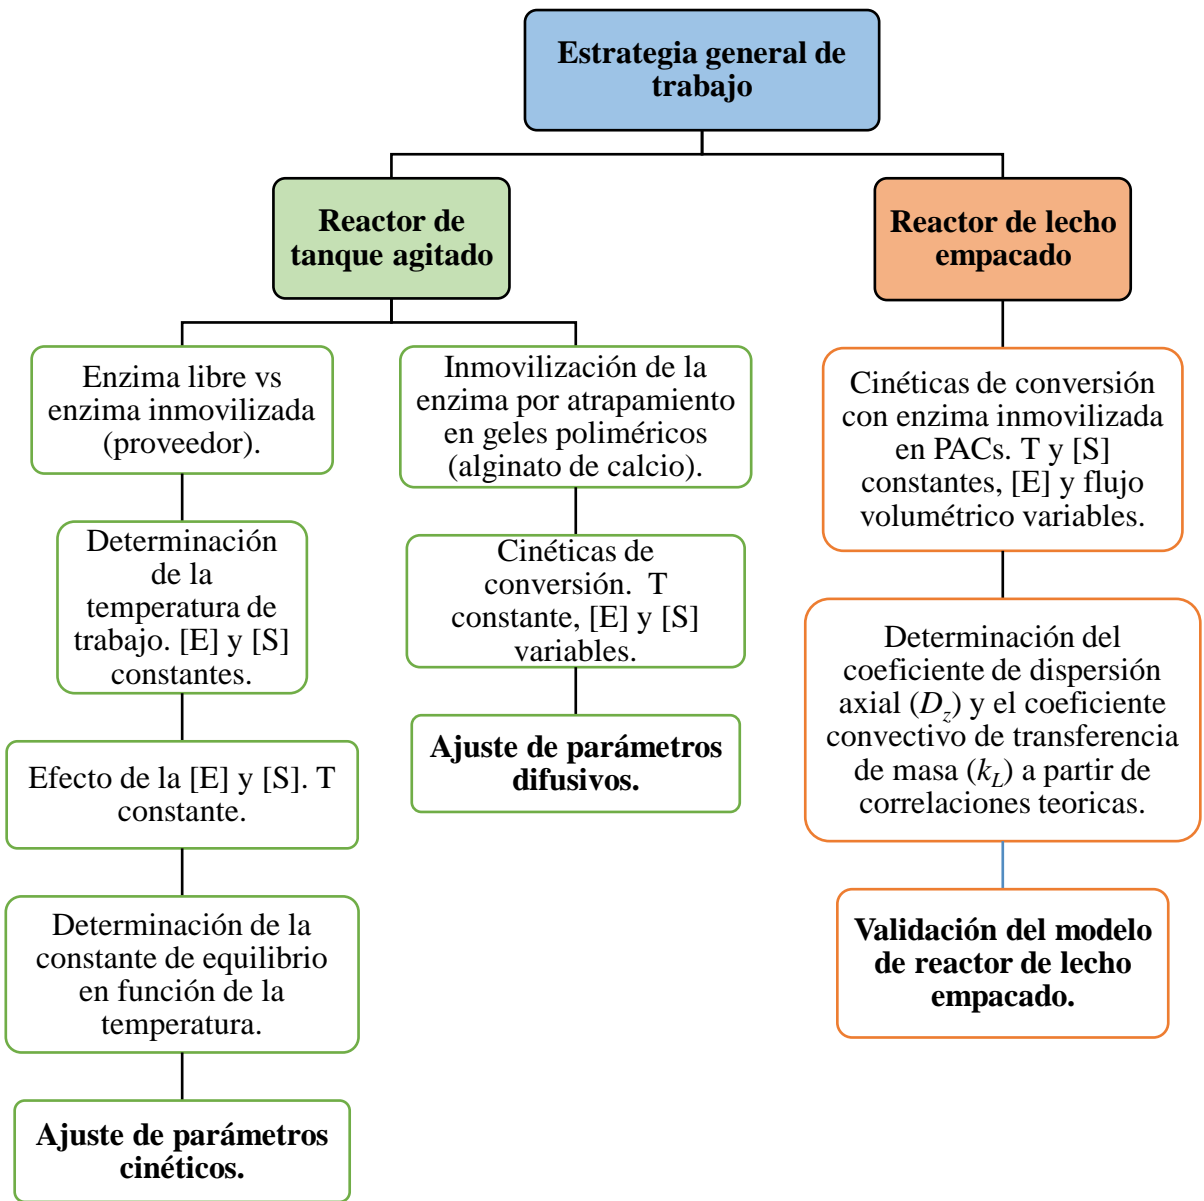 Estrategia general de
trabajo
Reactor de
tanque agitado
Reactor de lecho
empacado
Enzima libre vs
enzima inmovilizada
(proveedor).
Inmovilización de la
enzima por atrapamiento
en geles poliméricos
(alginato de calcio).
Cinéticas de conversión
con enzima inmovilizada
en PACs. T y [S]
constantes, [E] y flujo
volumétrico variables.
Determinación
de la
temperatura de
trabajo. [E] y [S]
constantes.
Cinéticas de
conversión. T
constante, [E] y [S]
variables.
Determinación del
coeficiente de dispersión
axial (D_z) y el coeficiente
convectivo de transferencia
de masa (k_L) a partir de
correlaciones teoricas.
Efecto de la [E] y [S]. T
constante.
Ajuste de parámetros
difusivos.
Determinación de la
constante de equilibrio
en función de la
temperatura.
Validación del modelo
de reactor de lecho
empacado.
Ajuste de parámetros
cinéticos.